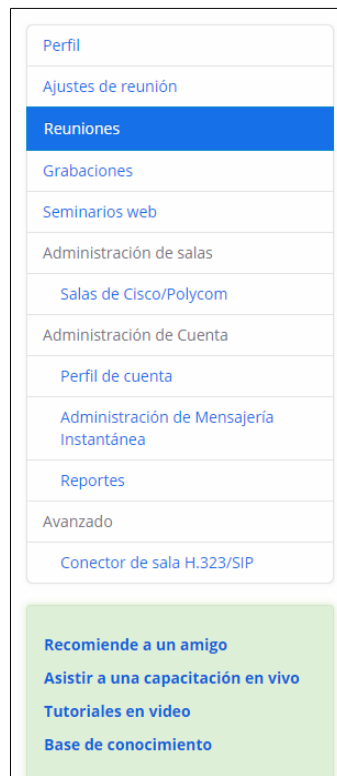 Perfil
Ajustes de reunión
Reuniones
Grabaciones
Seminarios web
Administración de salas
Salas de Cisco/Polycom
Administración de Cuenta
Perfil de cuenta
Administración de Mensajería
Instantánea
Reportes
Avanzado
Conector de sala H.323/SIP
Recomiende a un amigo
Asistir a una capacitación en vivo
Tutoriales en video
Base de conocimiento